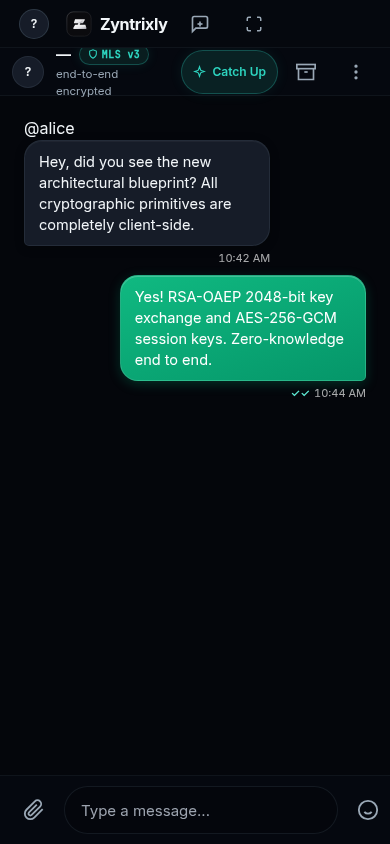 ?
Zyntrixly
?
—
MLS v3
end-to-end
encrypted
Catch Up
@alice
Hey, did you see the new
architectural blueprint? All
cryptographic primitives are
completely client-side.
10:42 AM
Yes! RSA-OAEP 2048-bit key
exchange and AES-256-GCM
session keys. Zero-knowledge
end to end.
10:44 AM
Type a message...